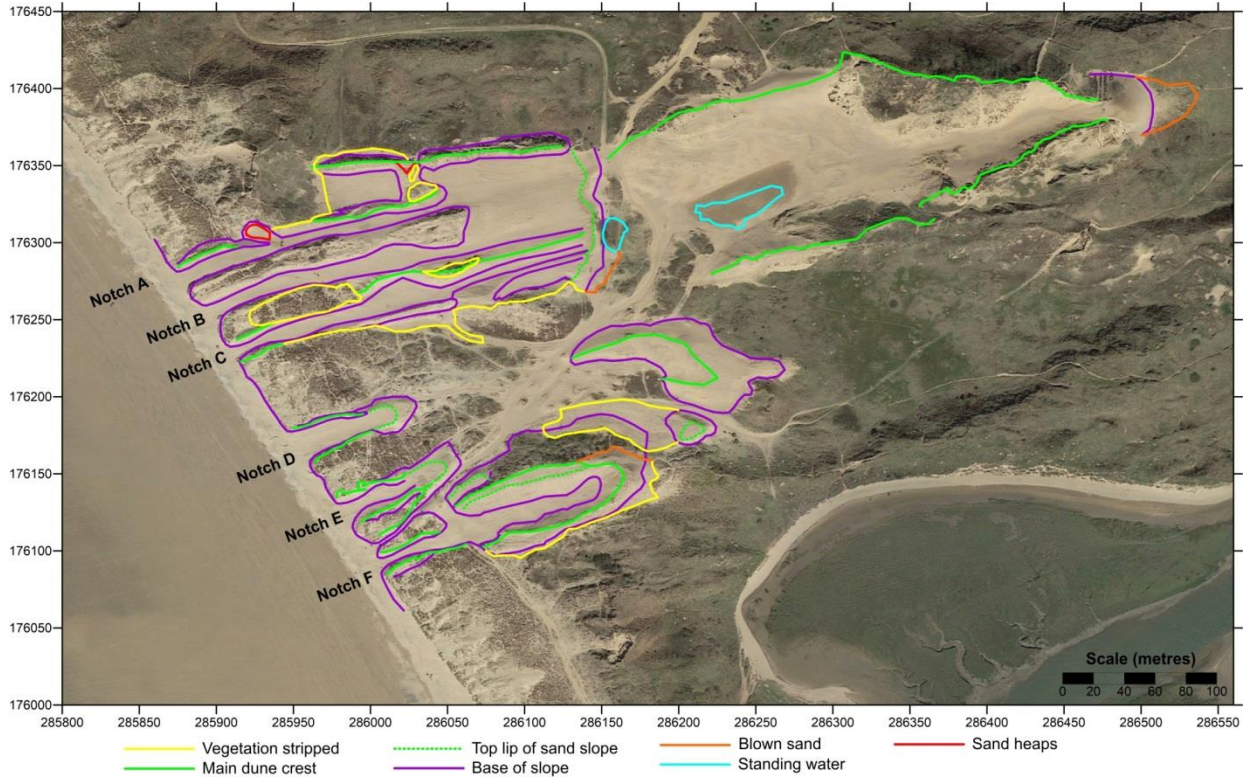 176450
176400
176350
176300
176250
176200
176150
176100
176050
176000
Notch A
Notch B
Notch C
Notch D
Notch E
Notch F
Scale (metres)
0 20 40 60 80 100
285800 285850 285900 285950 286000 286050 286100 286150 286200 286250 286300 286350 286400 286450 286500 286550
Vegetation stripped Top lip of sand slope Blown sand Sand heaps
Main dune crest Base of slope Standing water